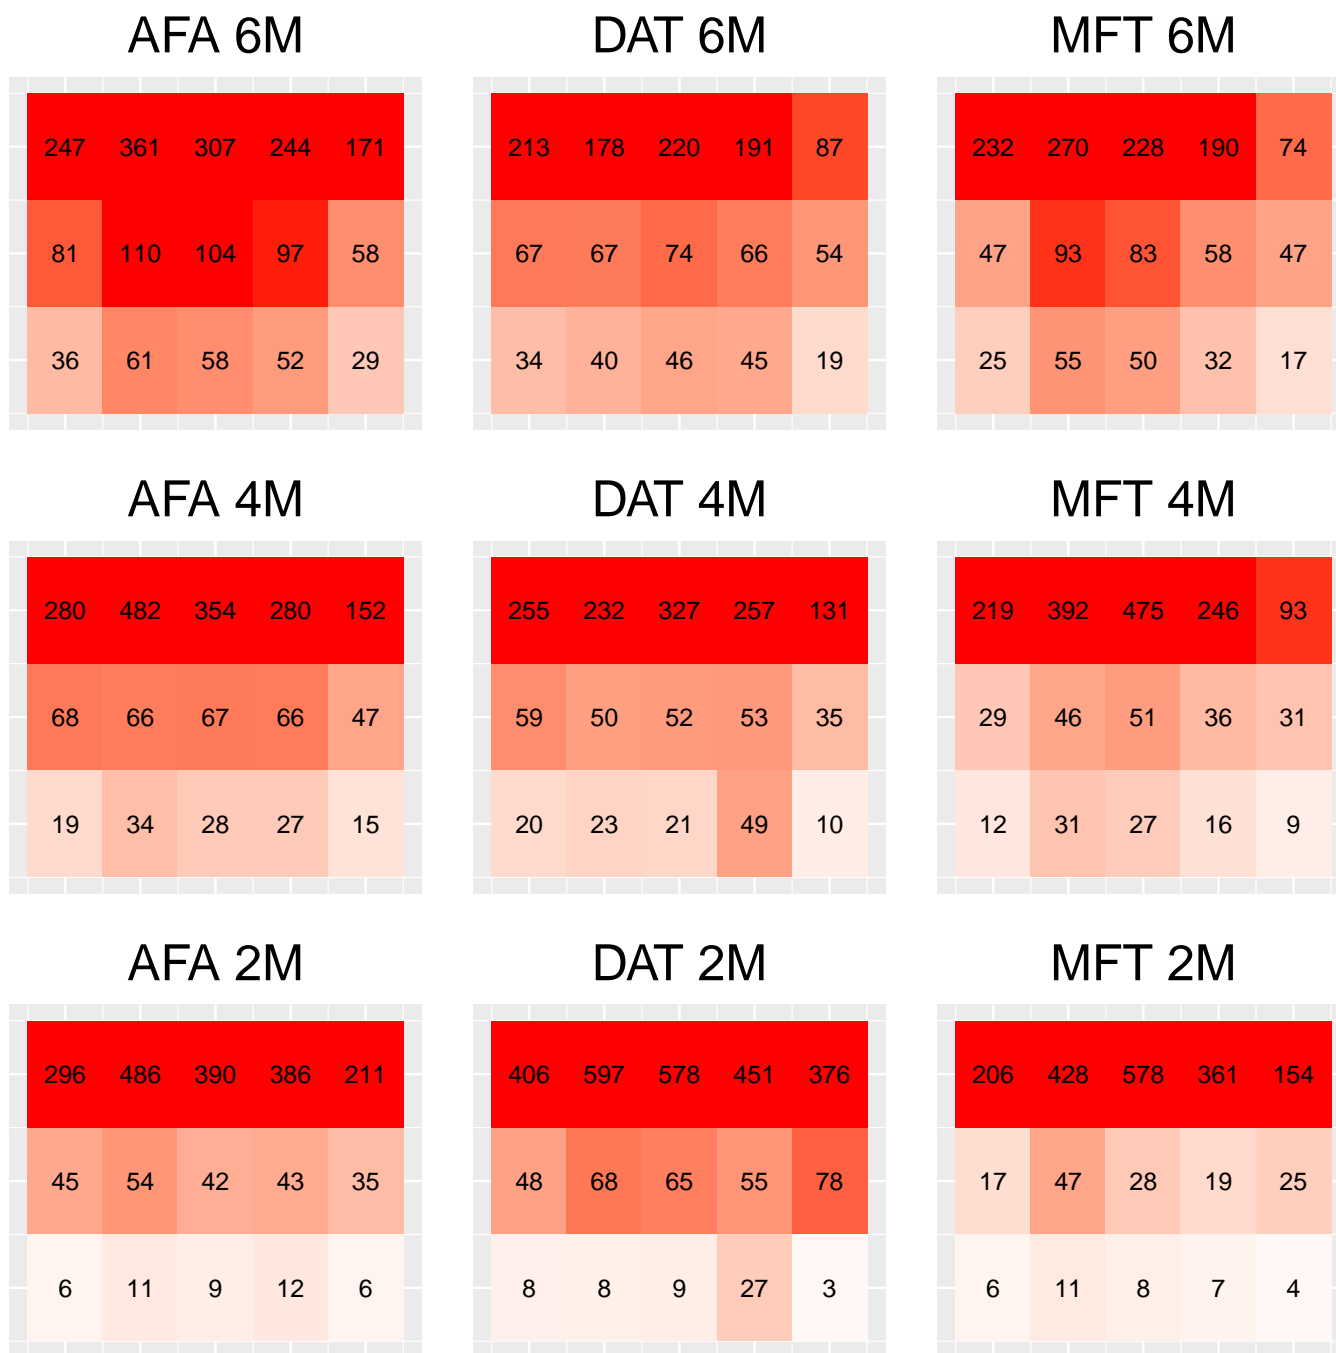 AFA 6M DAT 6M MFT 6M
247 361 307 244 171 213 178 220 191 87 232 270 228 190 74
81 110 104 97 58 67 67 74 66 54 47 93 83 58 47
36 61 58 52 29 34 40 46 45 19 25 55 50 32 17
AFA 4M DAT 4M MFT 4M
280 482 354 280 152 255 232 327 257 131 219 392 475 246 93
68 66 67 66 47 59 50 52 53 35 29 46 51 36 31
19 34 28 27 15 20 23 21 49 10 12 31 27 16 9
AFA 2M DAT 2M MFT 2M
296 486 390 386 211 406 597 578 451 376 206 428 578 361 154
45 54 42 43 35 48 68 65 55 78 17 47 28 19 25
6 11 9 12 6 8 8 9 27 3 6 11 8 7 4